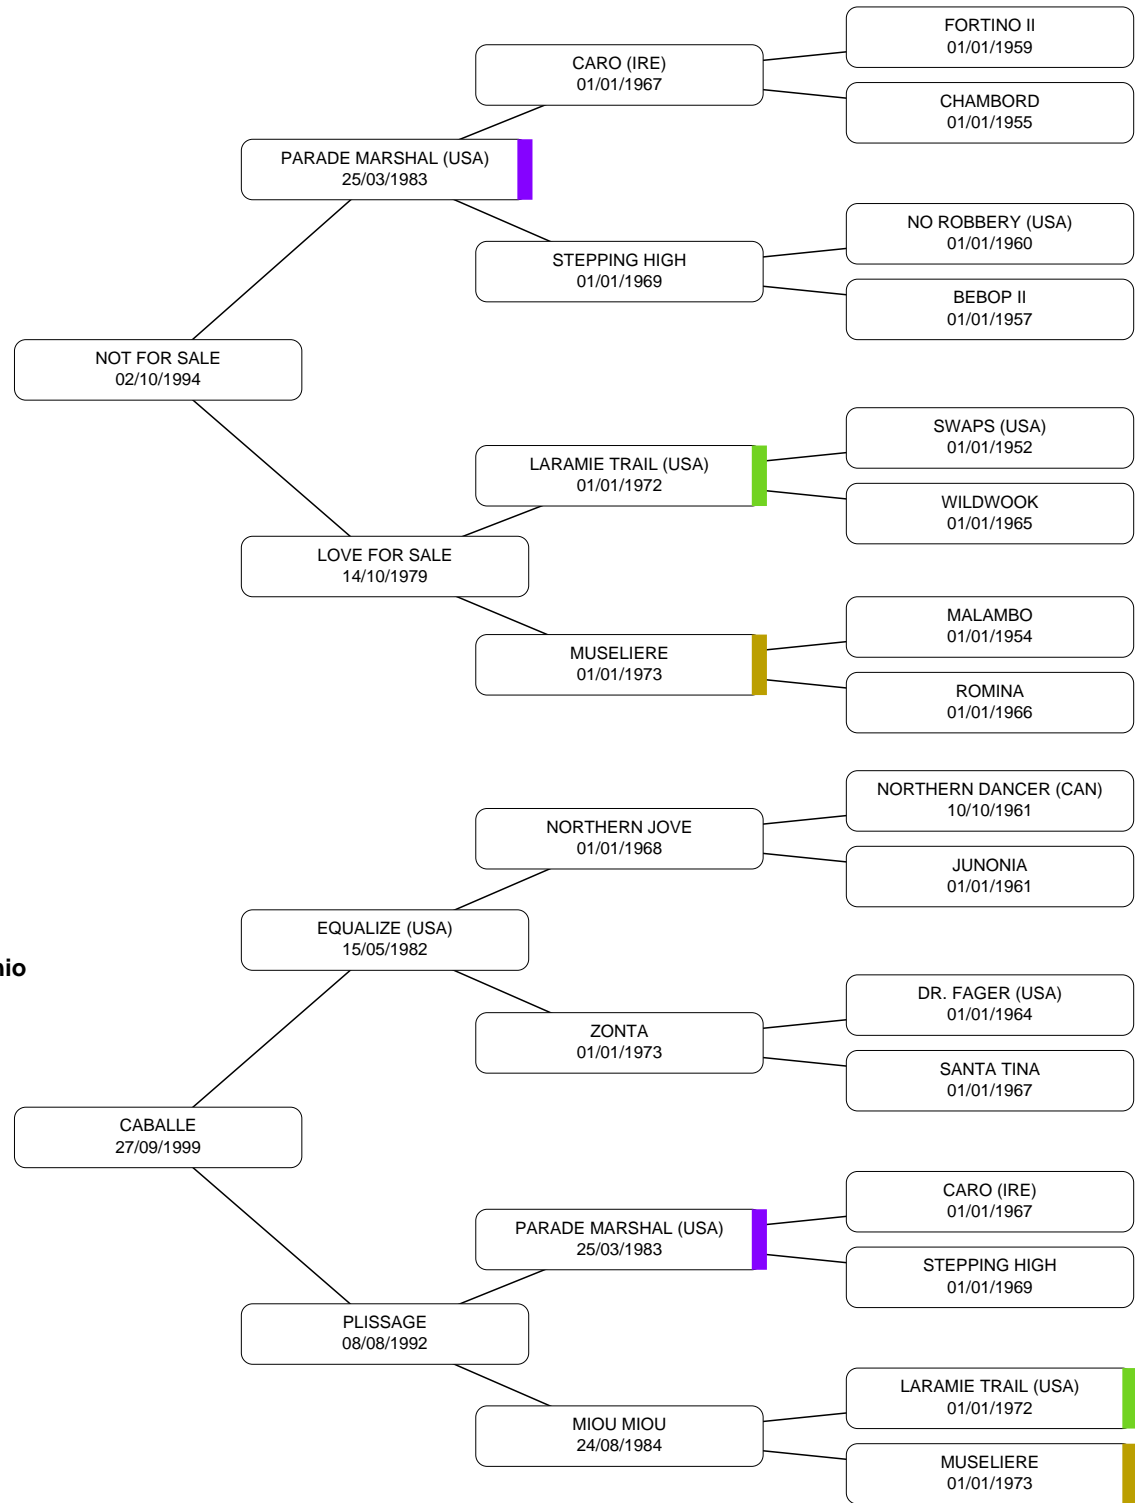 FORTINO II
01/01/1959
CARO (IRE)
01/01/1967
CHAMBORD
01/01/1955
PARADE MARSHAL (USA)
25/03/1983
NO ROBBERY (USA)
01/01/1960
STEPPING HIGH
01/01/1969
BEBOP II
01/01/1957
NOT FOR SALE
02/10/1994
SWAPS (USA)
01/01/1952
LARAMIE TRAIL (USA)
01/01/1972
WILDWOOK
01/01/1965
LOVE FOR SALE
14/10/1979
MALAMBO
01/01/1954
MUSELIERE
01/01/1973
ROMINA
01/01/1966
NORTHERN DANCER (CAN)
10/10/1961
NORTHERN JOVE
01/01/1968
JUNONIA
01/01/1961
EQUALIZE (USA)
15/05/1982
DR. FAGER (USA)
01/01/1964
ZONTA
01/01/1973
SANTA TINA
01/01/1967
CABALLE
27/09/1999
CARO (IRE)
01/01/1967
PARADE MARSHAL (USA)
25/03/1983
STEPPING HIGH
01/01/1969
PLISSAGE
08/08/1992
LARAMIE TRAIL (USA)
01/01/1972
MIOU MIOU
24/08/1984
MUSELIERE
01/01/1973